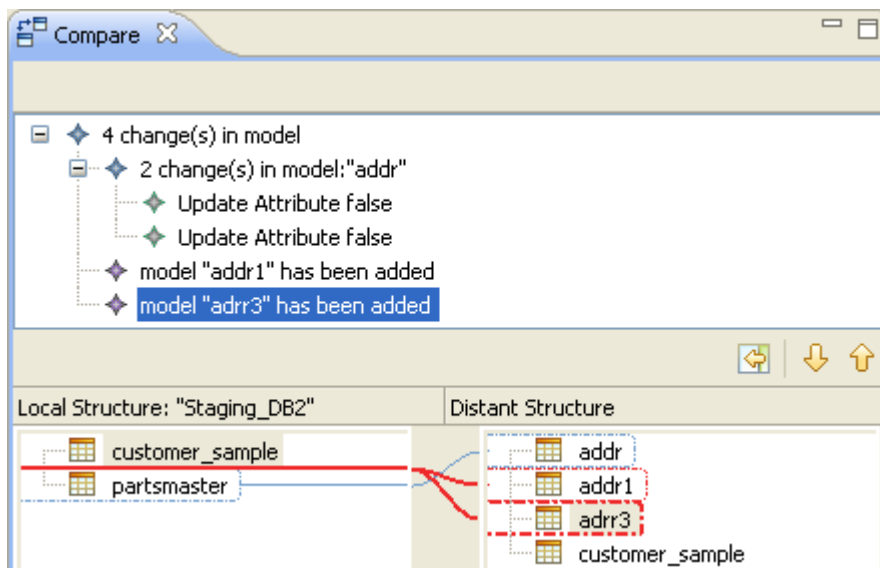 Compare
4 change(s) in model
2 change(s) in model:"addr"
Update Attribute false
Update Attribute false
model "addr1" has been added
model "adrr3" has been added
Local Structure: "Staging_DB2"
Distant Structure
customer_sample
partsmaster
addr
addr1
adrr3
customer_sample